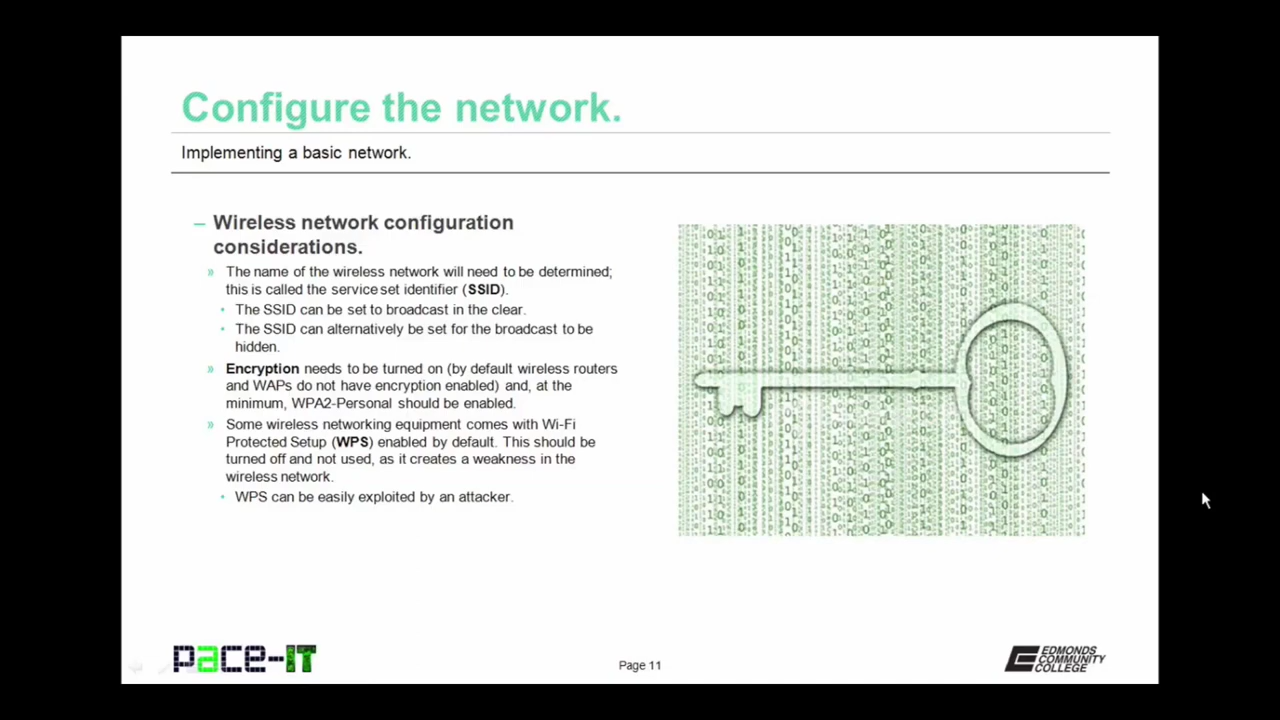 Configure the network.
Implementing a basic network.
– Wireless network configuration
considerations.
» The name of the wireless network will need to be determined;
this is called the service set identifier (SSID).
• The SSID can be set to broadcast in the clear.
• The SSID can alternatively be set for the broadcast to be
hidden.
» Encryption needs to be turned on (by default wireless routers
and WAPs do not have encryption enabled) and, at the
minimum, WPA2-Personal should be enabled.
» Some wireless networking equipment comes with Wi-Fi
Protected Setup (WPS) enabled by default. This should be
turned off and not used, as it creates a weakness in the
wireless network.
• WPS can be easily exploited by an attacker.
pace-IT
Page 11
EDMONDS
COMMUNITY
COLLEGE